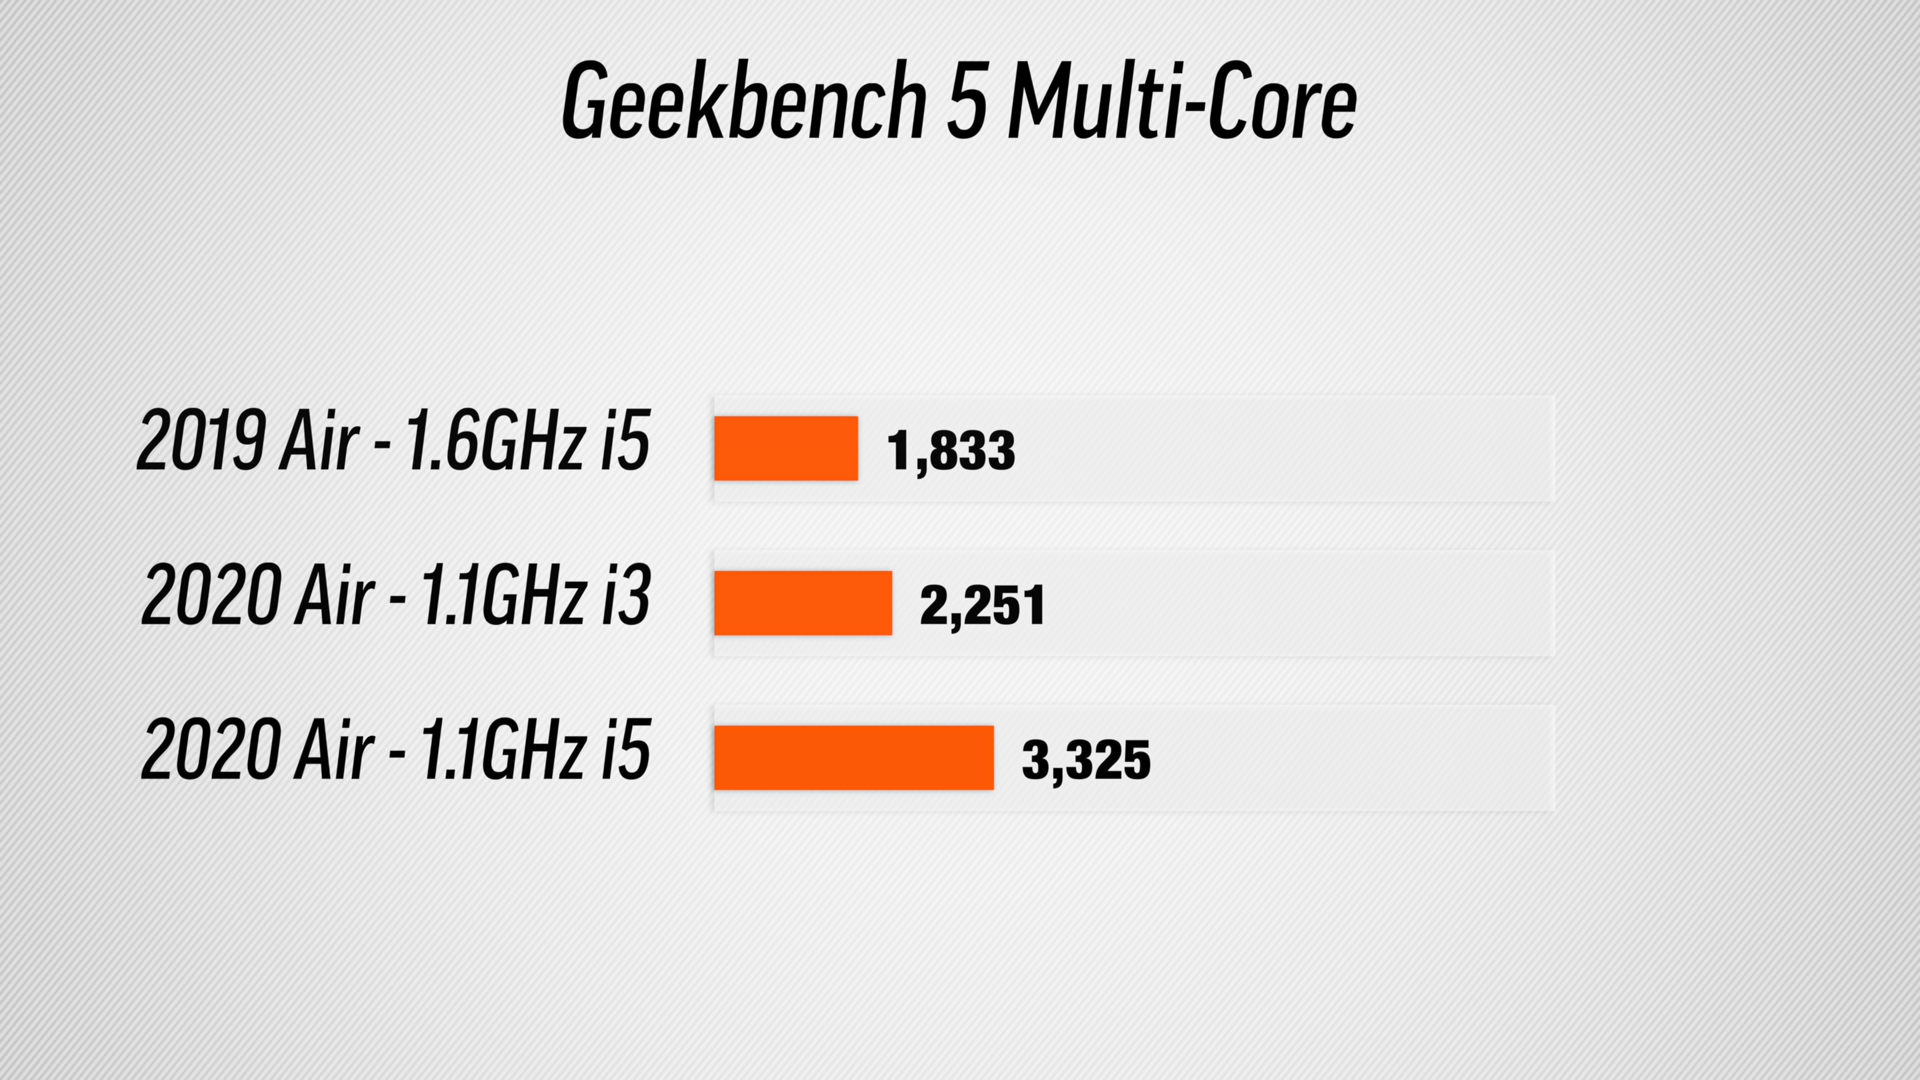 Geekbench 5 Multi-Core
2019 Air - 1.6GHz i5 1,833
2020 Air - 1.1GHz i3 2,251
2020 Air - 1.1GHz i5 3,325